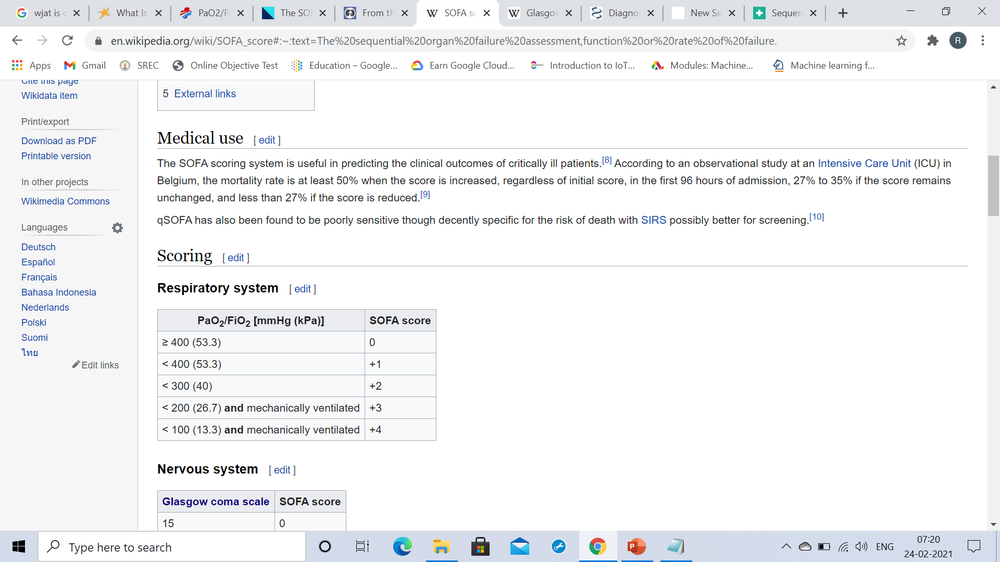 wjat is c
What Is
PaO2/Fi
The SOF
From th
SOFA sc
Glasgow
Diagnos
New Se
Sequen
en.wikipedia.org/wiki/SOFA_score#:~:text=The%20sequential%20organ%20failure%20assessment,function%20or%20rate%20of%20failure.
R
Apps
Gmail
SREC
Online Objective Test
Education – Google...
Earn Google Cloud...
Introduction to IoT...
Modules: Machine...
Machine learning f...
Cite this page
Wikidata item
Print/export
Download as PDF
Printable version
In other projects
Wikimedia Commons
Languages
Deutsch
Español
Français
Bahasa Indonesia
Nederlands
Polski
Suomi
ไทย
Edit links
5 External links
Medical use [ edit ]
The SOFA scoring system is useful in predicting the clinical outcomes of critically ill patients.[8] According to an observational study at an Intensive Care Unit (ICU) in
Belgium, the mortality rate is at least 50% when the score is increased, regardless of initial score, in the first 96 hours of admission, 27% to 35% if the score remains
unchanged, and less than 27% if the score is reduced.[9]
qSOFA has also been found to be poorly sensitive though decently specific for the risk of death with SIRS possibly better for screening.[10]
Scoring [ edit ]
Respiratory system [ edit ]
PaO2/FiO2 [mmHg (kPa)] SOFA score
≥ 400 (53.3) 0
< 400 (53.3) +1
< 300 (40) +2
< 200 (26.7) and mechanically ventilated +3
< 100 (13.3) and mechanically ventilated +4
Nervous system [ edit ]
Glasgow coma scale SOFA score
15 0
Type here to search
ENG
07:20
24-02-2021